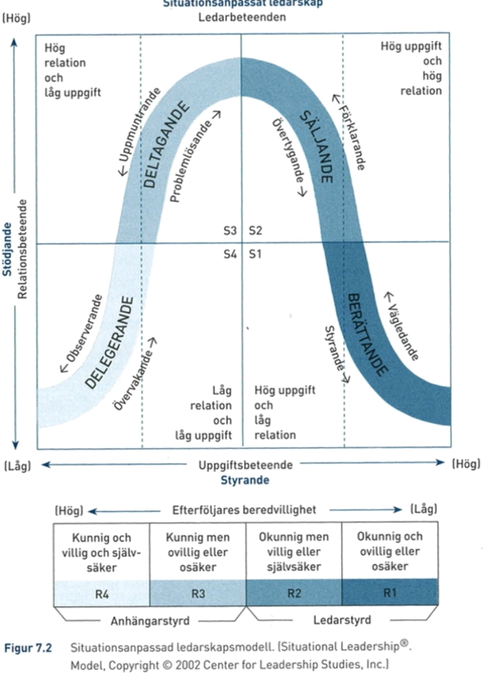 Situationsanpassat ledarskap
Ledarbeteenden
(Hög)
Hög
relation
och
låg uppgift
Hög uppgift
och
hög
relation
← Uppmuntrande
DELTAGANDE
Problemlösande →
Övertygande →
SÄLJANDE
← Förklarande
S3 S2
S4 S1
Stödjande
Relationsbeteende
← Observerande
DELEGERANDE
Övervakande →
Styrande →
BERÄTTANDE
← Vägledande
Låg
relation
och
låg uppgift
Hög uppgift
och
låg
relation
(Låg) Uppgiftsbeteende (Hög)
Styrande
(Hög) Efterföljares beredvillighet (Låg)
Kunnig och
villig och själv-
säker
Kunnig men
ovillig eller
osäker
Okunnig men
villig eller
självsäker
Okunnig och
ovillig eller
osäker
R4 R3 R2 R1
Anhängarstyrd Ledarstyrd
Figur 7.2 Situationsanpassad ledarskapsmodell. (Situational Leadership®.
Model, Copyright © 2002 Center for Leadership Studies, Inc.)